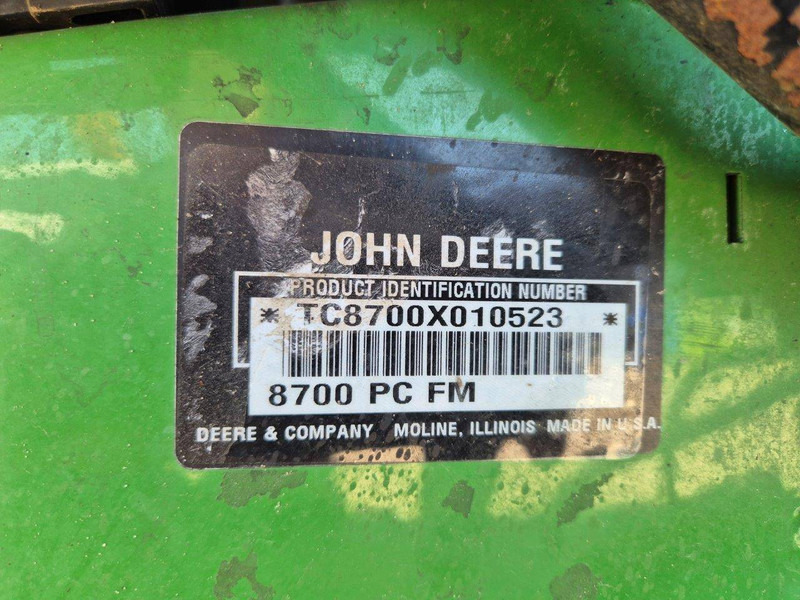 JOHN DEERE
PRODUCT IDENTIFICATION NUMBER
* TC8700X010523 *
8700 PC FM
DEERE & COMPANY MOLINE, ILLINOIS MADE IN U.S.A.